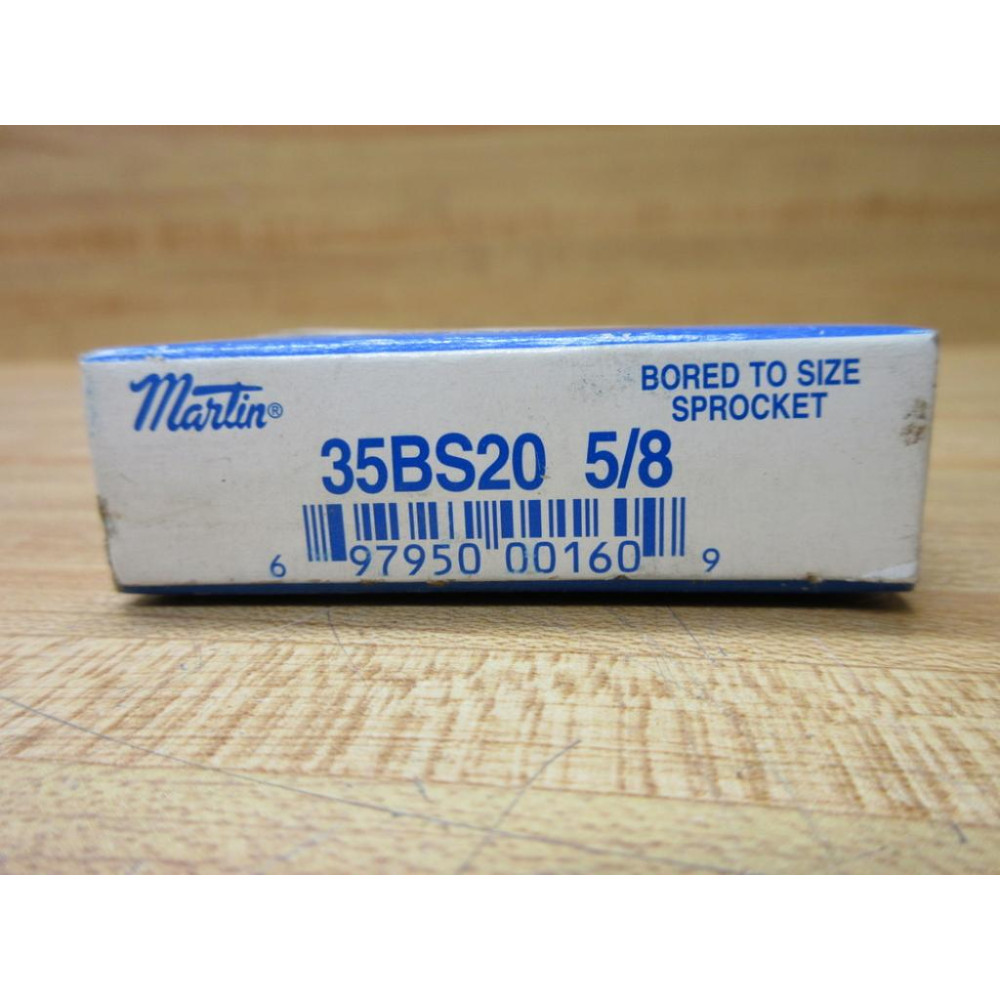 Martin®
BORED TO SIZE
SPROCKET
35BS20 5/8
6 97950 00160 9